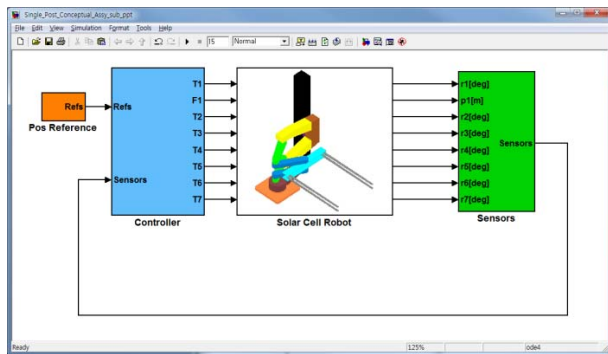 Single_Post_Conceptual_Assy_sub_ppt
File Edit View Simulation Format Tools Help
15 Normal
Refs
Pos Reference
Refs
Sensors
T1
F1
T2
T3
T4
T5
T6
T7
Controller
Solar Cell Robot
r1[deg]
p1[m]
r2[deg]
r3[deg]
r4[deg]
r5[deg]
r6[deg]
r7[deg]
Sensors
Sensors
Ready 125% ode4